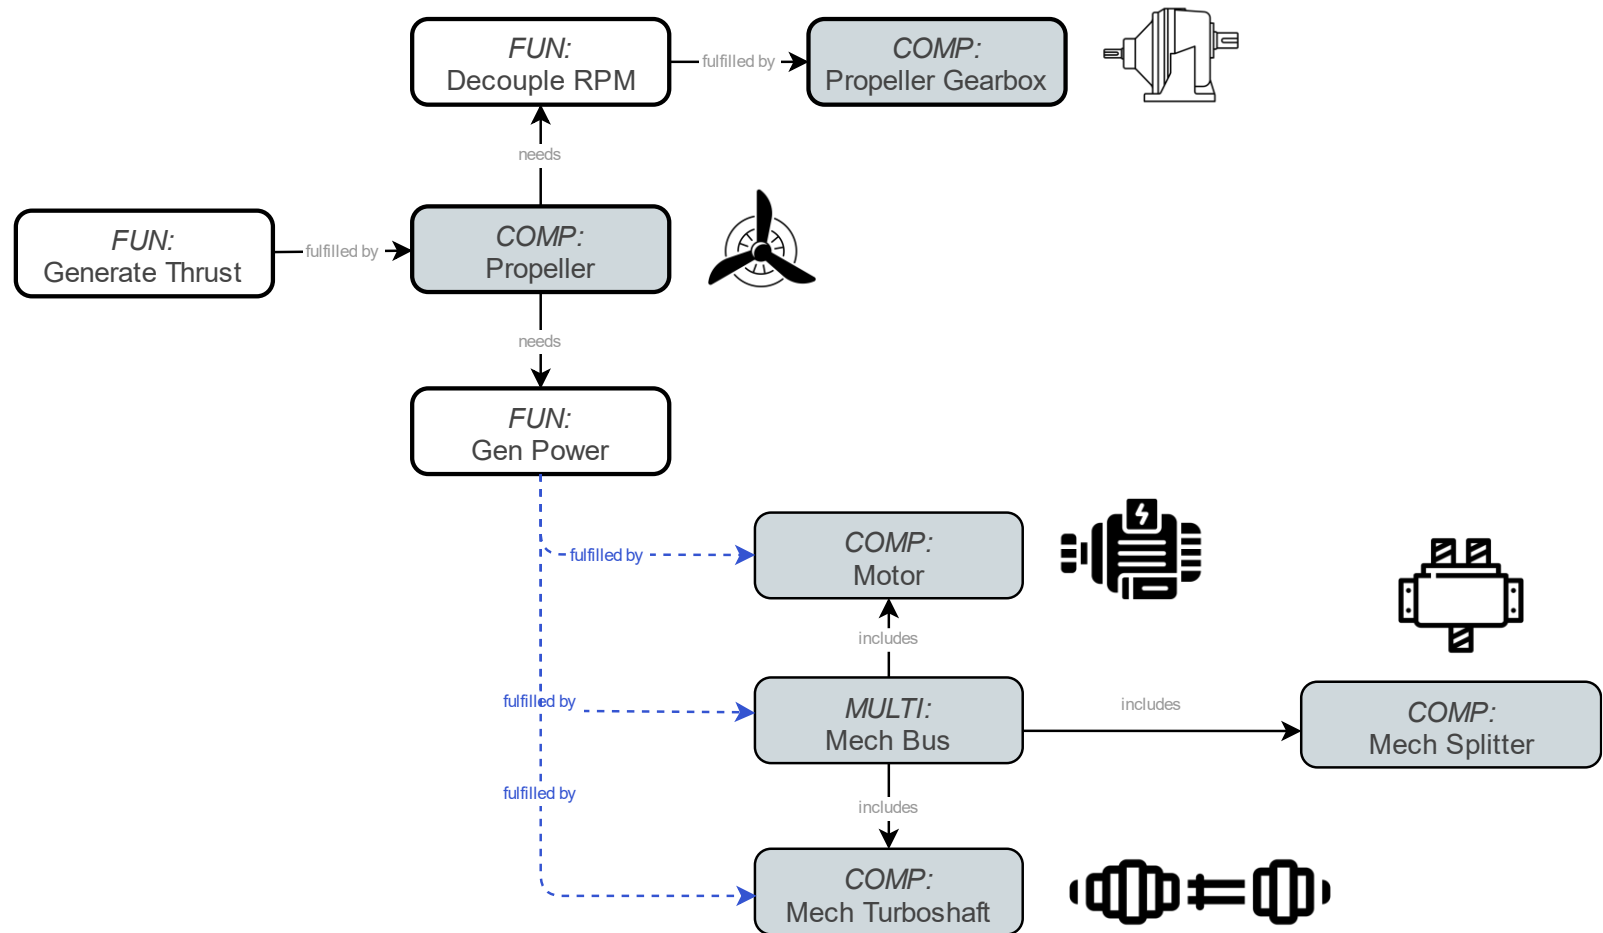 FUN:
Decouple RPM
fulfilled by
COMP:
Propeller Gearbox
needs
FUN:
Generate Thrust
fulfilled by
COMP:
Propeller
needs
FUN:
Gen Power
fulfilled by
COMP:
Motor
includes
fulfilled by
MULTI:
Mech Bus
includes
COMP:
Mech Splitter
fulfilled by
includes
COMP:
Mech Turboshaft